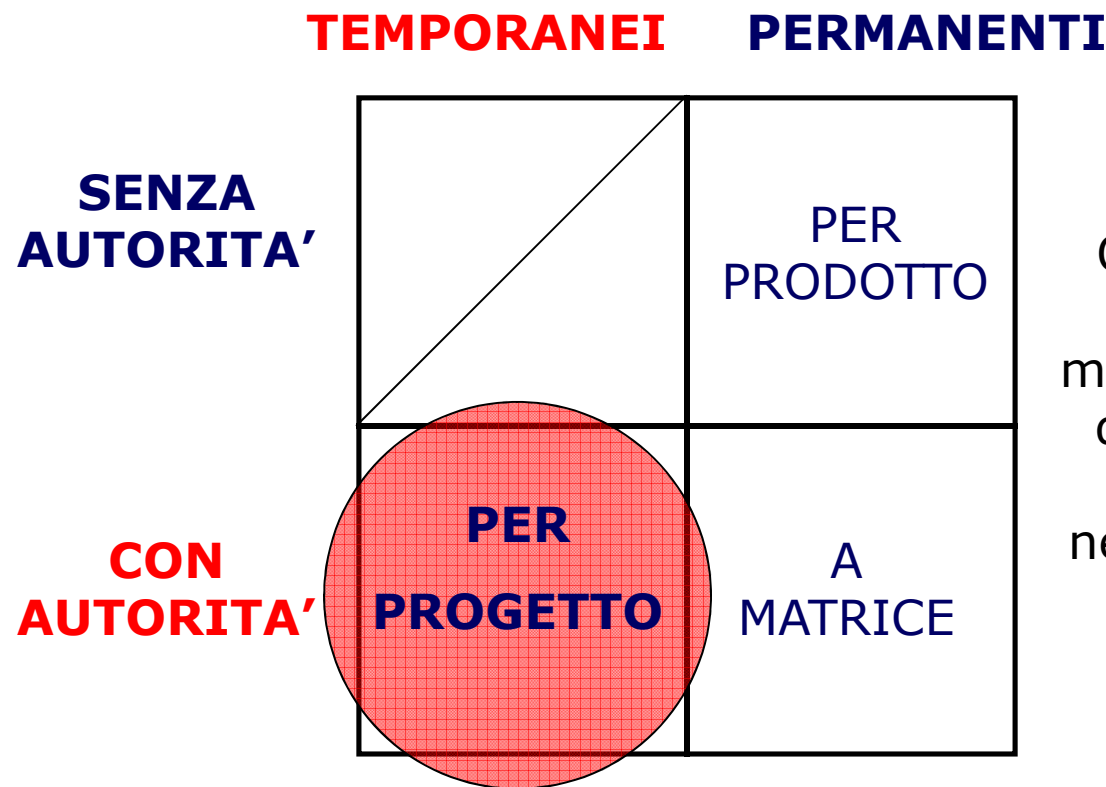 TEMPORANEI PERMANENTI
SENZA
AUTORITA’
PER
PRODOTTO
CON
AUTORITA’
PER
PROGETTO
A
MATRICE